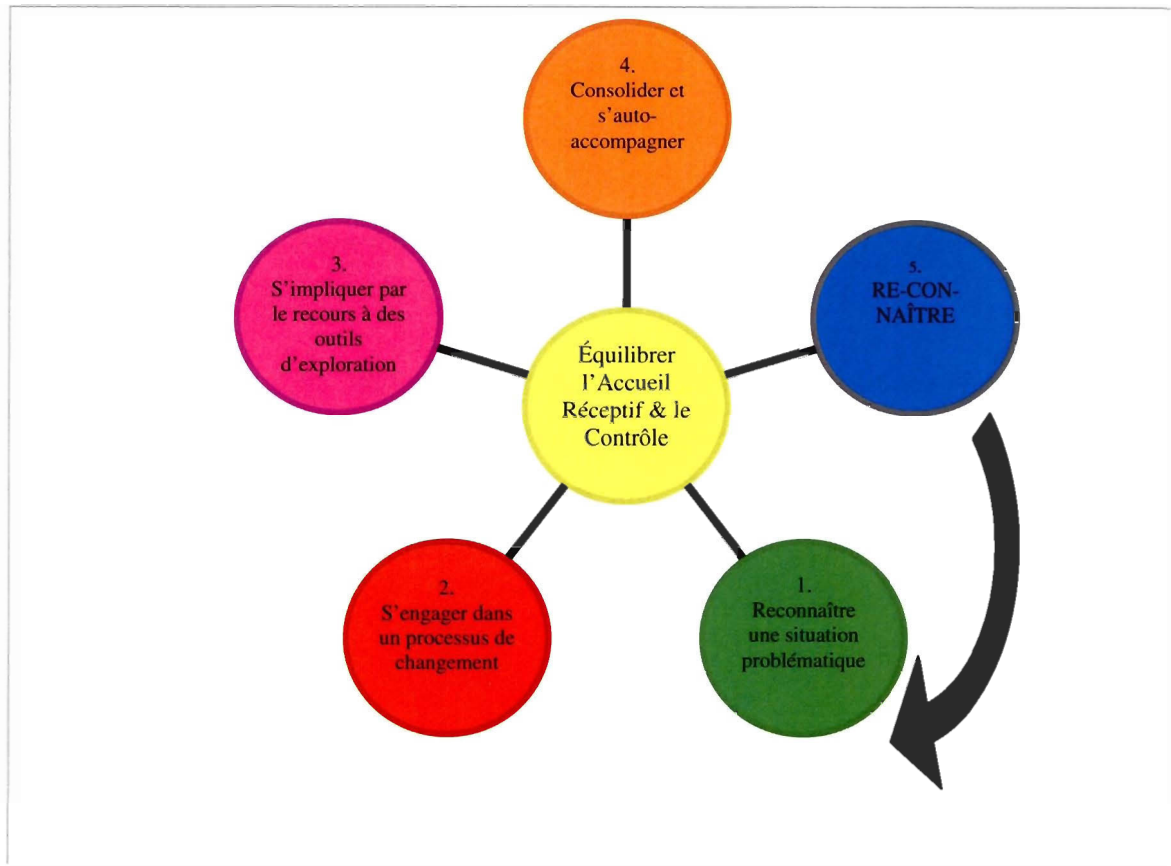 4.
Consolider et
s'auto-
accompagner
3.
S'impliquer par
le recours à des
outils
d'exploration
5.
RE-CON-
NAÎTRE
Équilibrer
l'Accueil
Réceptif & le
Contrôle
2.
S'engager dans
un processus de
changement
1.
Reconnaître
une situation
problématique